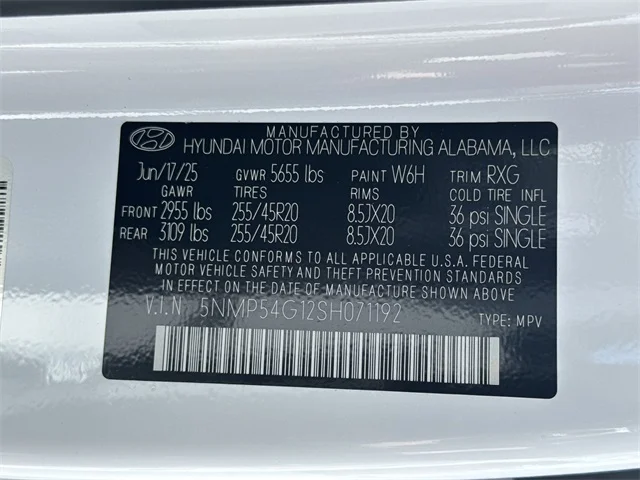 MANUFACTURED BY
HYUNDAI MOTOR MANUFACTURING ALABAMA, LLC
Jun/17/25 GVWR 5655 lbs PAINT W6H TRIM RXG
GAWR TIRES RIMS COLD TIRE INFL
FRONT 2955 lbs 255/45R20 8.5JX20 36 psi SINGLE
REAR 3109 lbs 255/45R20 8.5JX20 36 psi SINGLE
THIS VEHICLE CONFORMS TO ALL APPLICABLE U.S.A. FEDERAL
MOTOR VEHICLE SAFETY AND THEFT PREVENTION STANDARDS
IN EFFECT ON THE DATE OF MANUFACTURE SHOWN ABOVE.
V.I.N. 5NMP54G12SH071192 TYPE: MPV